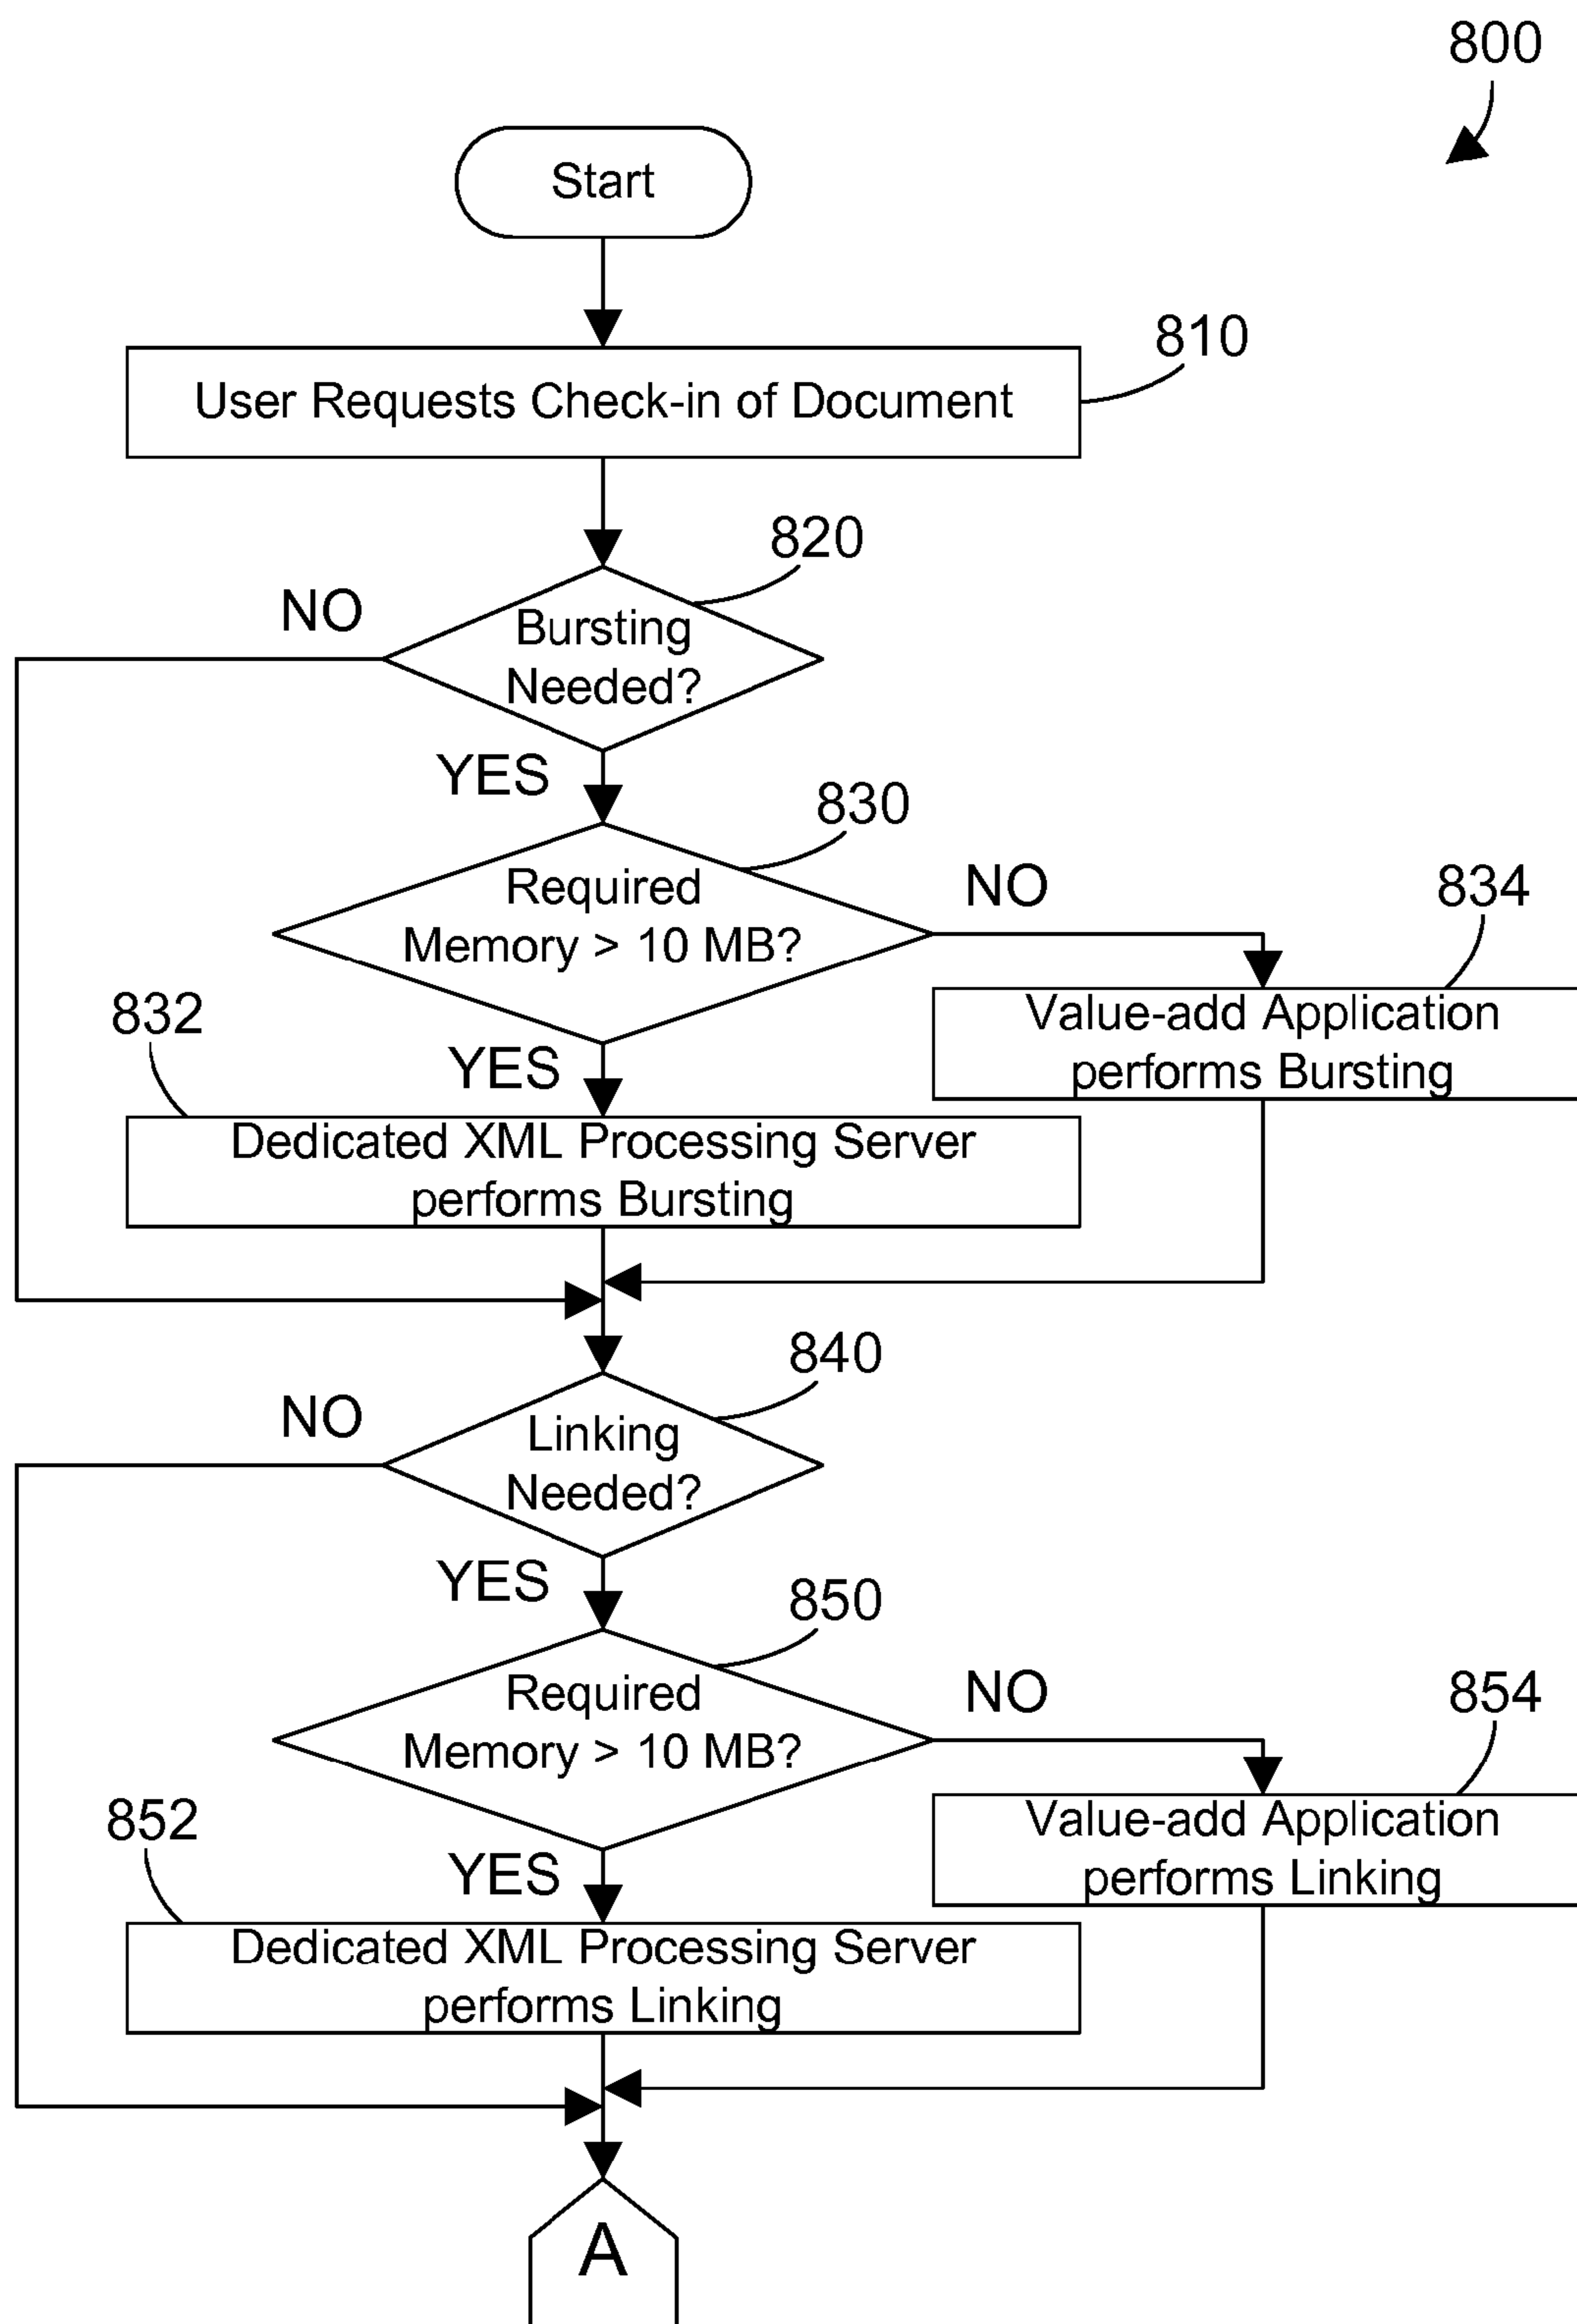 800
Start
810
User Requests Check-in of Document
820
NO
Bursting
Needed?
YES
830
Required
Memory > 10 MB?
NO
834
Value-add Application
performs Bursting
832
YES
Dedicated XML Processing Server
performs Bursting
840
NO
Linking
Needed?
YES
850
Required
Memory > 10 MB?
NO
854
Value-add Application
performs Linking
852
YES
Dedicated XML Processing Server
performs Linking
A